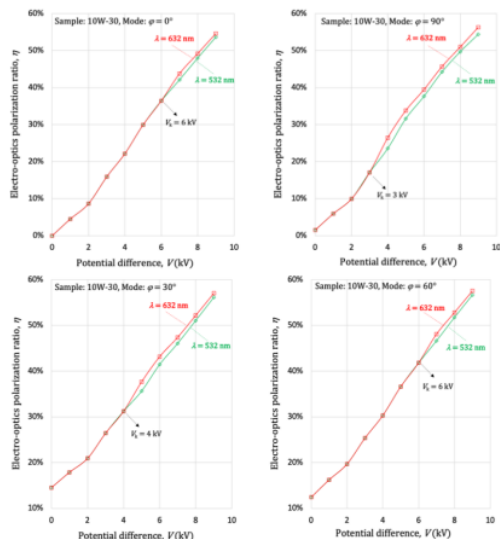 Sample: 10W-30, Mode: φ=0°
Electro-optics polarization ratio, η
60%
50%
40%
30%
20%
10%
0%
λ = 632 nm
λ = 532 nm
Vs = 6 kV
0 2 4 6 8 10
Potential difference, V(kV)
Sample: 10W-30, Mode: φ = 90°
Electro-optics polarization ratio, η
60%
50%
40%
30%
20%
10%
0%
λ = 632 nm
λ = 532 nm
Vs = 3 kV
0 2 4 6 8 10
Potential difference, V(kV)
Sample: 10W-30, Mode: φ = 30°
Electro-optics polarization ratio, η
60%
50%
40%
30%
20%
10%
λ = 632 nm
λ = 532 nm
Vs = 4 kV
0 2 4 6 8 10
Potential difference, V(kV)
Sample: 10W-30, Mode: φ = 60°
Electro-optics polarization ratio, η
60%
50%
40%
30%
20%
10%
λ = 632 nm
λ = 532 nm
Vs = 6 kV
0 2 4 6 8 10
Potential difference, V(kV)